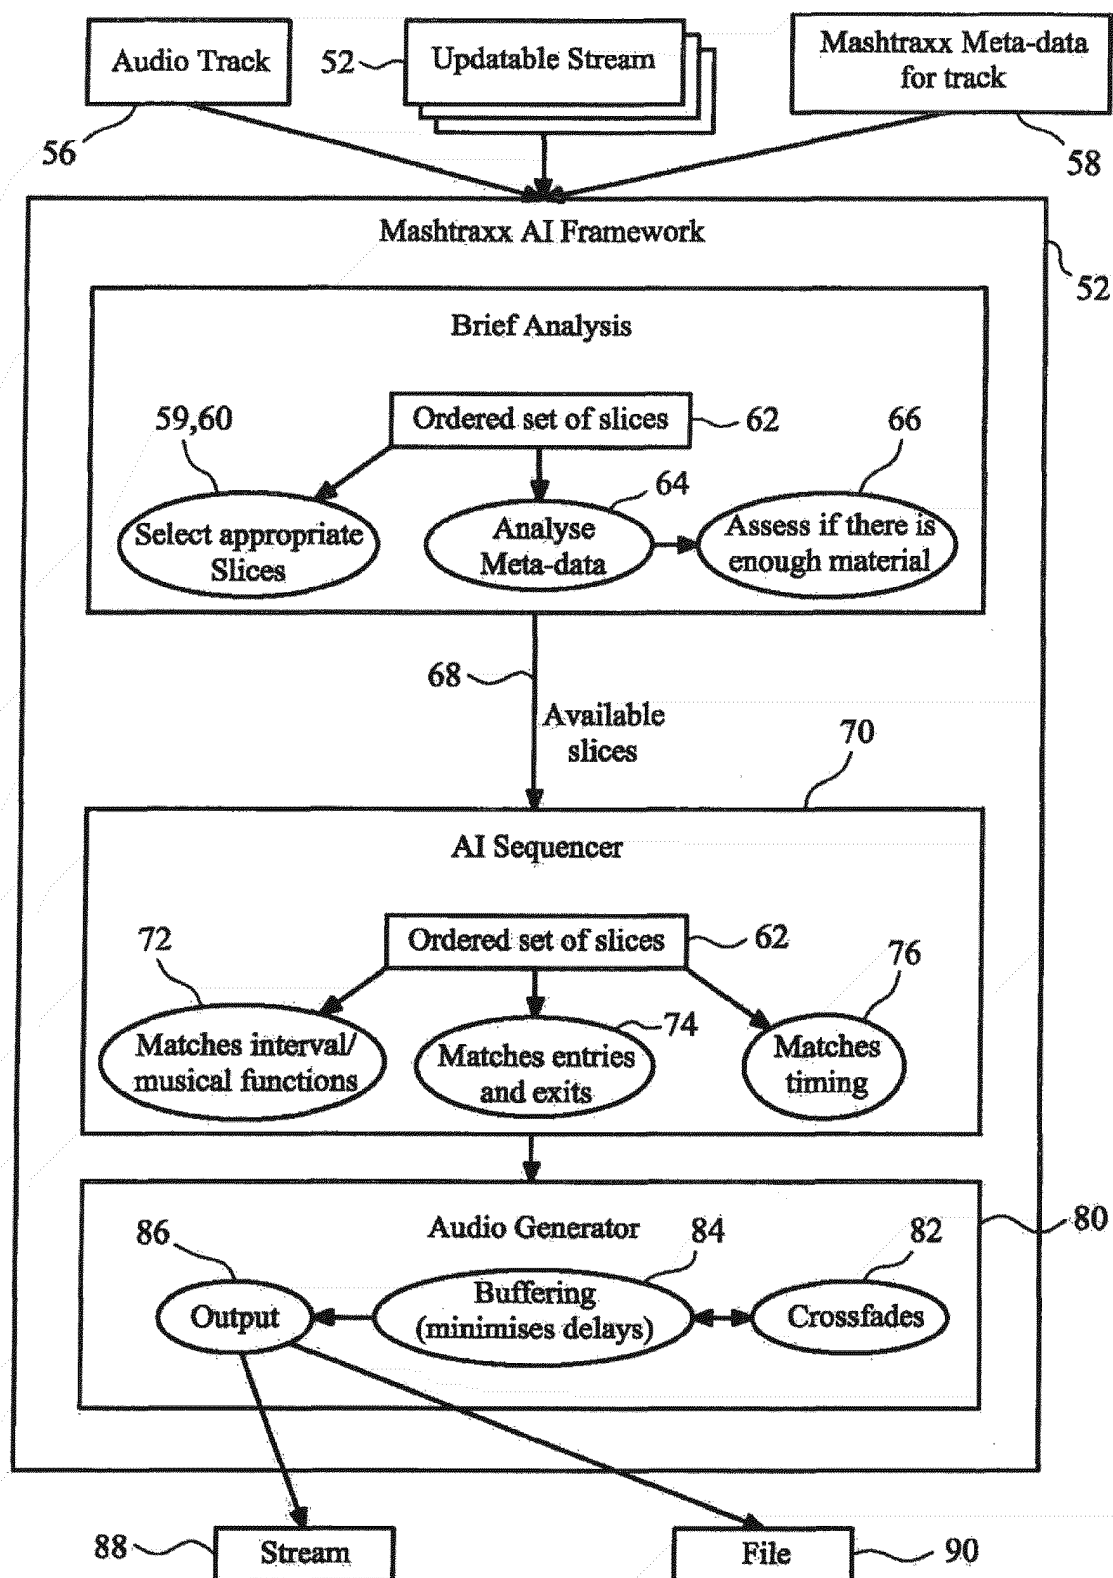 Audio Track
52
Updatable Stream
Mashtraxx Meta-data
for track
56
58
Mashtraxx AI Framework
52
Brief Analysis
59,60
Ordered set of slices
62
66
64
Select appropriate
Slices
Analyse
Meta-data
Assess if there is
enough material
68
Available
slices
70
AI Sequencer
72
Ordered set of slices
62
76
74
Matches interval/
musical functions
Matches entries
and exits
Matches
timing
86
Audio Generator
84
82
80
Output
Buffering
(minimises delays)
Crossfades
88
Stream
File
90